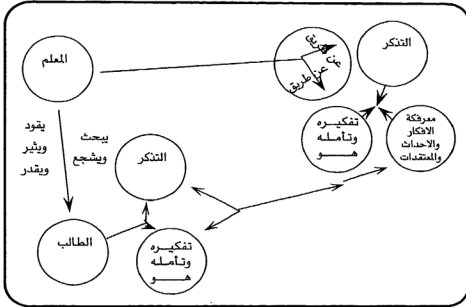 المعلم
عن طريق
عن طريق
التذكر
تفكيره
وتأمله
هو
معرفكة
الافكار
والاحداث
والمعتقدات
يقود
ويثير
ويقدر
يبحث
ويشجع
التذكر
الطالب
تفكيره
وتأمله
هو